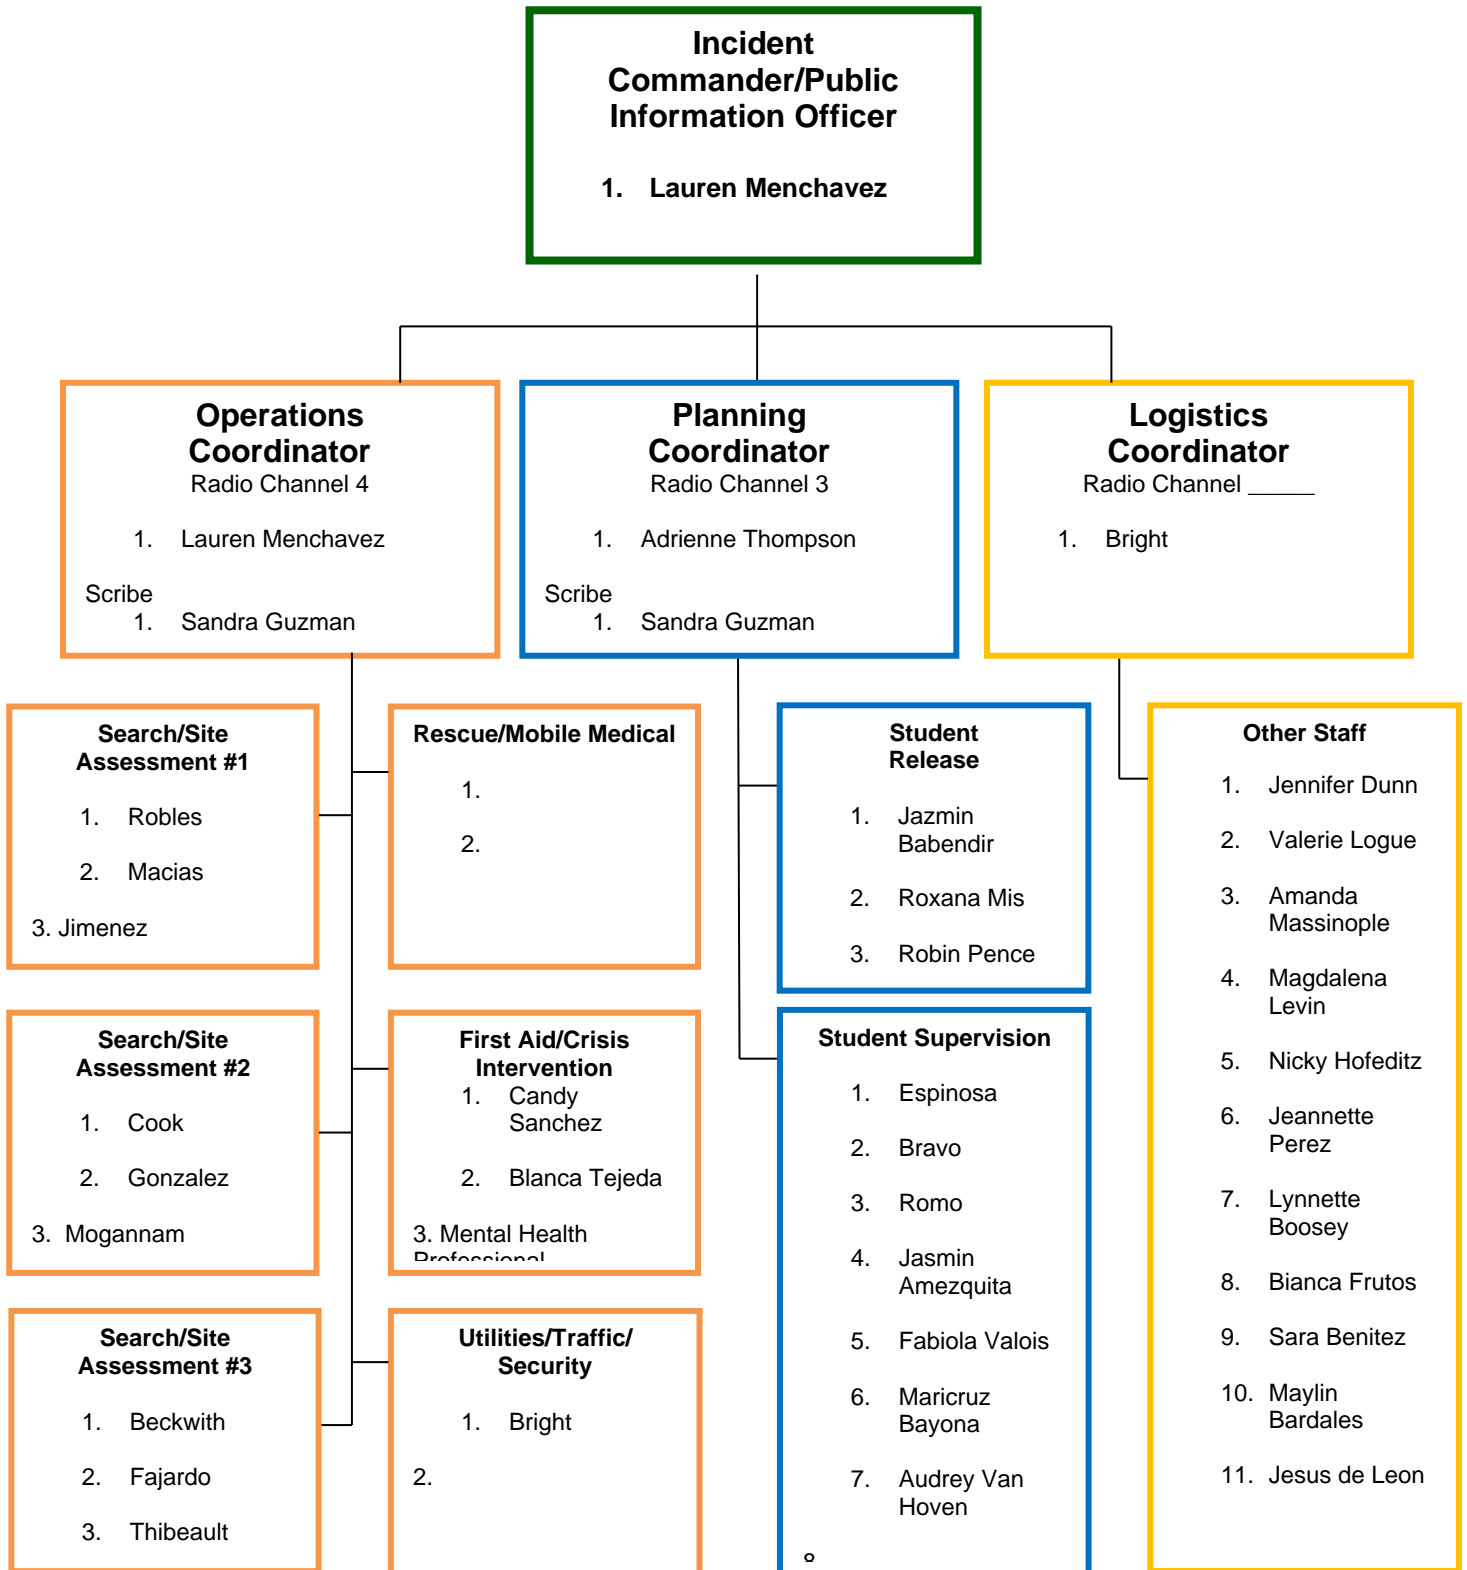 Incident
Commander/Public
Information Officer
1. Lauren Menchavez
Operations
Coordinator
Radio Channel 4
1. Lauren Menchavez
Scribe
1. Sandra Guzman
Planning
Coordinator
Radio Channel 3
1. Adrienne Thompson
Scribe
1. Sandra Guzman
Logistics
Coordinator
Radio Channel _____
1. Bright
Search/Site
Assessment #1
1. Robles
2. Macias
3. Jimenez
Rescue/Mobile Medical
1.
2.
Student
Release
1. Jazmin
Babendir
2. Roxana Mis
3. Robin Pence
Other Staff
1. Jennifer Dunn
2. Valerie Logue
3. Amanda
Massinople
4. Magdalena
Levin
5. Nicky Hofeditz
6. Jeannette
Perez
7. Lynnette
Boosey
8. Bianca Frutos
9. Sara Benitez
10. Maylin
Bardales
11. Jesus de Leon
Search/Site
Assessment #2
1. Cook
2. Gonzalez
3. Mogannam
First Aid/Crisis
Intervention
1. Candy
Sanchez
2. Blanca Tejeda
3. Mental Health
Professional
Student Supervision
1. Espinosa
2. Bravo
3. Romo
4. Jasmin
Amezquita
5. Fabiola Valois
6. Maricruz
Bayona
7. Audrey Van
Hoven
8
Search/Site
Assessment #3
1. Beckwith
2. Fajardo
3. Thibeault
Utilities/Traffic/
Security
1. Bright
2.